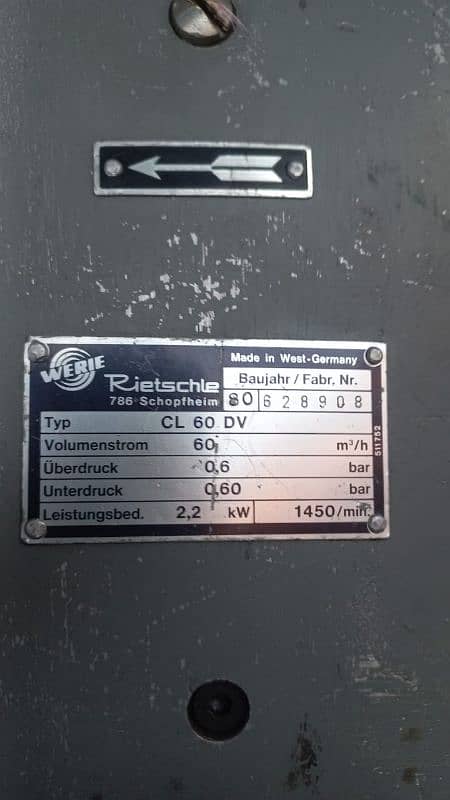 WERIE
Rietschle
786 Schopfheim
Made in West-Germany
Baujahr / Fabr. Nr.
80 628908
Typ CL 60 DV
Volumenstrom 60 m³/h
Überdruck 0,6 bar
Unterdruck 0,60 bar
Leistungsbed. 2,2 kW 1450/min.
511752